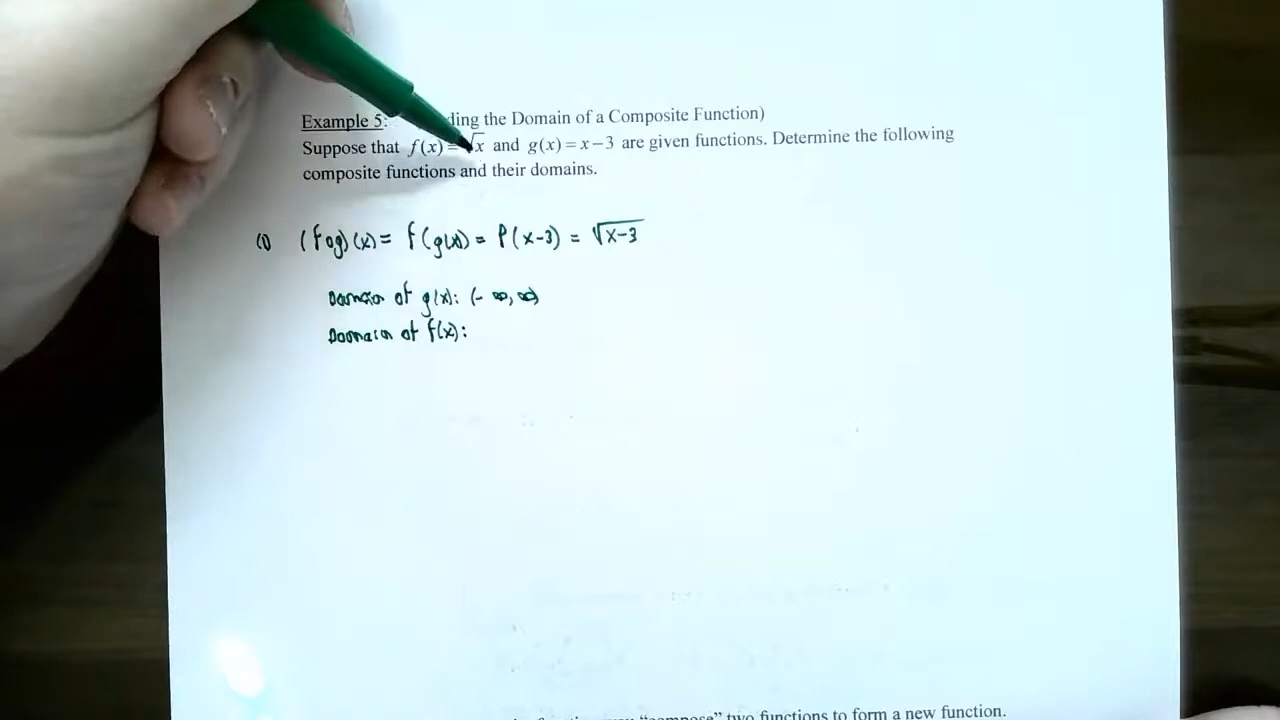 Example 5: ding the Domain of a Composite Function)
Suppose that f(x)=√x and g(x)=x−3 are given functions. Determine the following
composite functions and their domains.
(1) (fog)(x)= f(g(x)= f(x-3) = √x-3
Domain of g(x): (-∞,∞)
Domain of f(x):
"compose" two functions to form a new function.